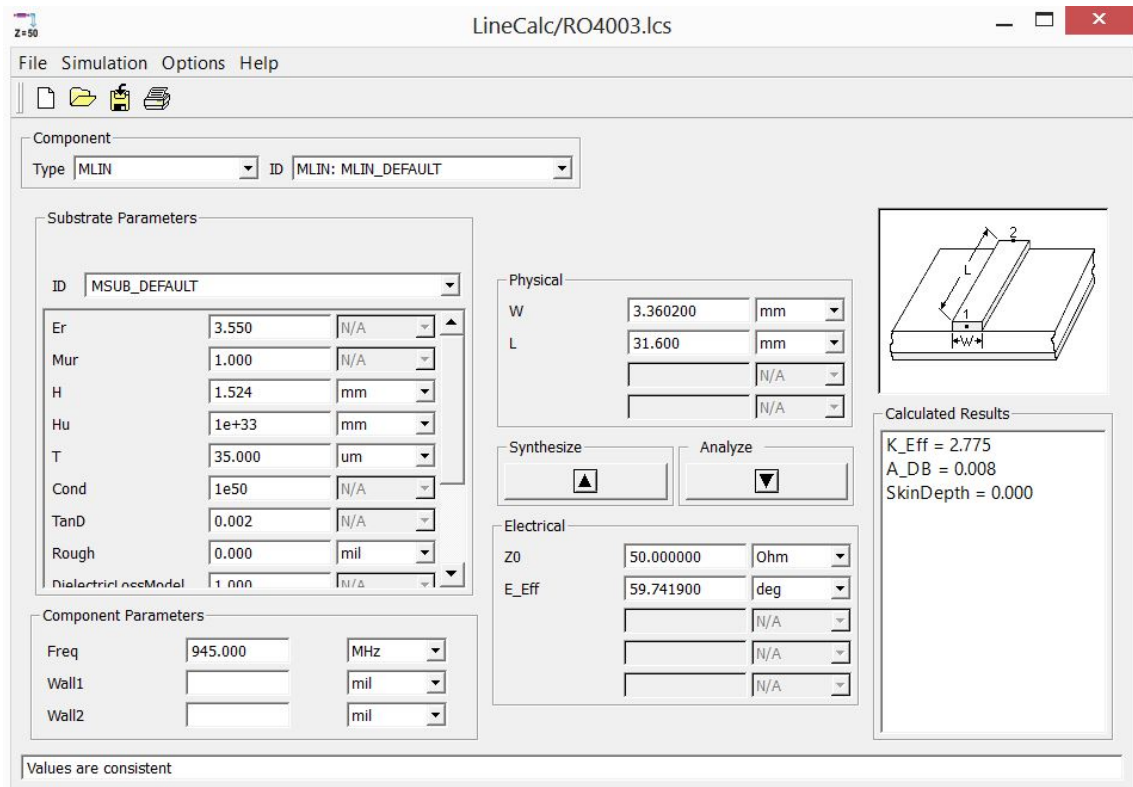 Z=50
LineCalc/RO4003.lcs
File Simulation Options Help
Component
Type MLIN ID MLIN: MLIN_DEFAULT
Substrate Parameters
ID MSUB_DEFAULT
Er 3.550 N/A
Mur 1.000 N/A
H 1.524 mm
Hu 1e+33 mm
T 35.000 um
Cond 1e50 N/A
TanD 0.002 N/A
Rough 0.000 mil
DielectricLossModel 1.000 N/A
Component Parameters
Freq 945.000 MHz
Wall1 mil
Wall2 mil
Physical
W 3.360200 mm
L 31.600 mm
N/A
N/A
Synthesize Analyze
Electrical
Z0 50.000000 Ohm
E_Eff 59.741900 deg
N/A
N/A
N/A
2
L
1
W
Calculated Results
K_Eff = 2.775
A_DB = 0.008
SkinDepth = 0.000
Values are consistent